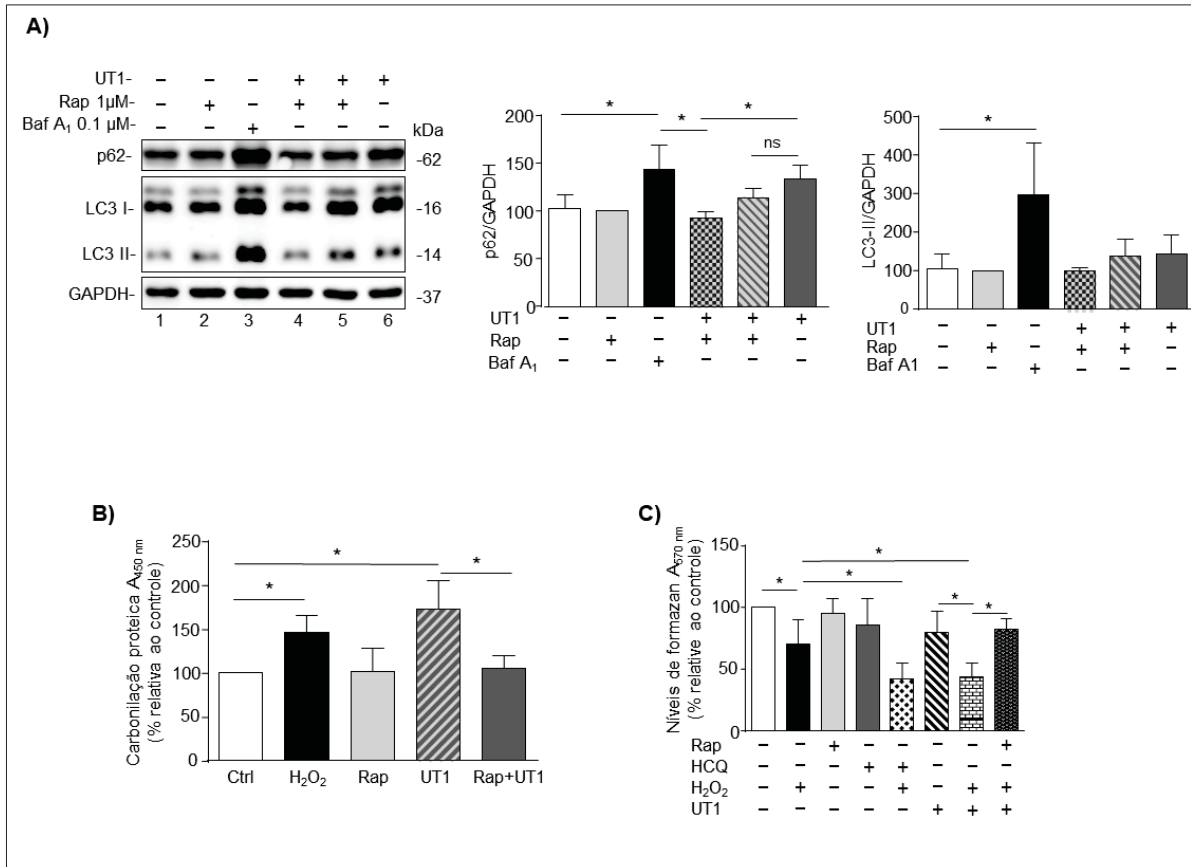 A)
UT1- – – – + + +
Rap 1µM- – + – + + –
Baf A₁ 0.1 µM- – – + – – –
kDa
p62- -62
LC3 I- -16
LC3 II- -14
GAPDH- -37
1 2 3 4 5 6
p62/GAPDH
200
150
100
50
0
* * * ns
UT1 – – – + + +
Rap – + – + + –
Baf A₁ – – + – – –
LC3-II/GAPDH
500
400
300
200
100
0
*
UT1 – – – + + +
Rap – + – + + –
Baf A1 – – + – – –
B)
Carbonilação proteica A450 nm
(% relativa ao controle)
250
200
150
100
50
0
* * *
Ctrl H₂O₂ Rap UT1 Rap+UT1
C)
Níveis de formazan A570 nm
(% relative ao controle)
150
100
50
0
* * * * *
Rap – – + – – – – +
HCQ – – – + + – – –
H₂O₂ – + – – + – + +
UT1 – – – – – + + +